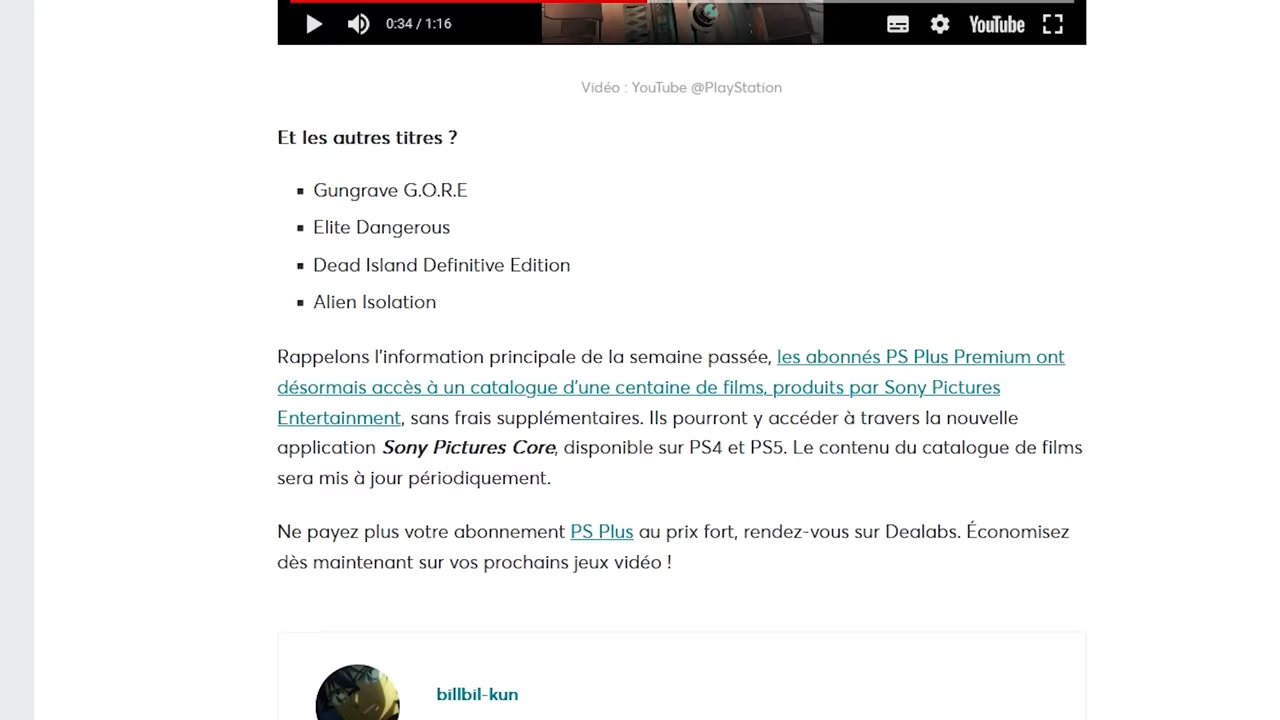 0:34 / 1:16
YouTube
Vidéo : YouTube @PlayStation
Et les autres titres ?
Gungrave G.O.R.E
Elite Dangerous
Dead Island Definitive Edition
Alien Isolation
Rappelons l'information principale de la semaine passée, les abonnés PS Plus Premium ont
désormais accès à un catalogue d'une centaine de films, produits par Sony Pictures
Entertainment, sans frais supplémentaires. Ils pourront y accéder à travers la nouvelle
application Sony Pictures Core, disponible sur PS4 et PS5. Le contenu du catalogue de films
sera mis à jour périodiquement.
Ne payez plus votre abonnement PS Plus au prix fort, rendez-vous sur Dealabs. Économisez
dès maintenant sur vos prochains jeux vidéo !
billbil-kun